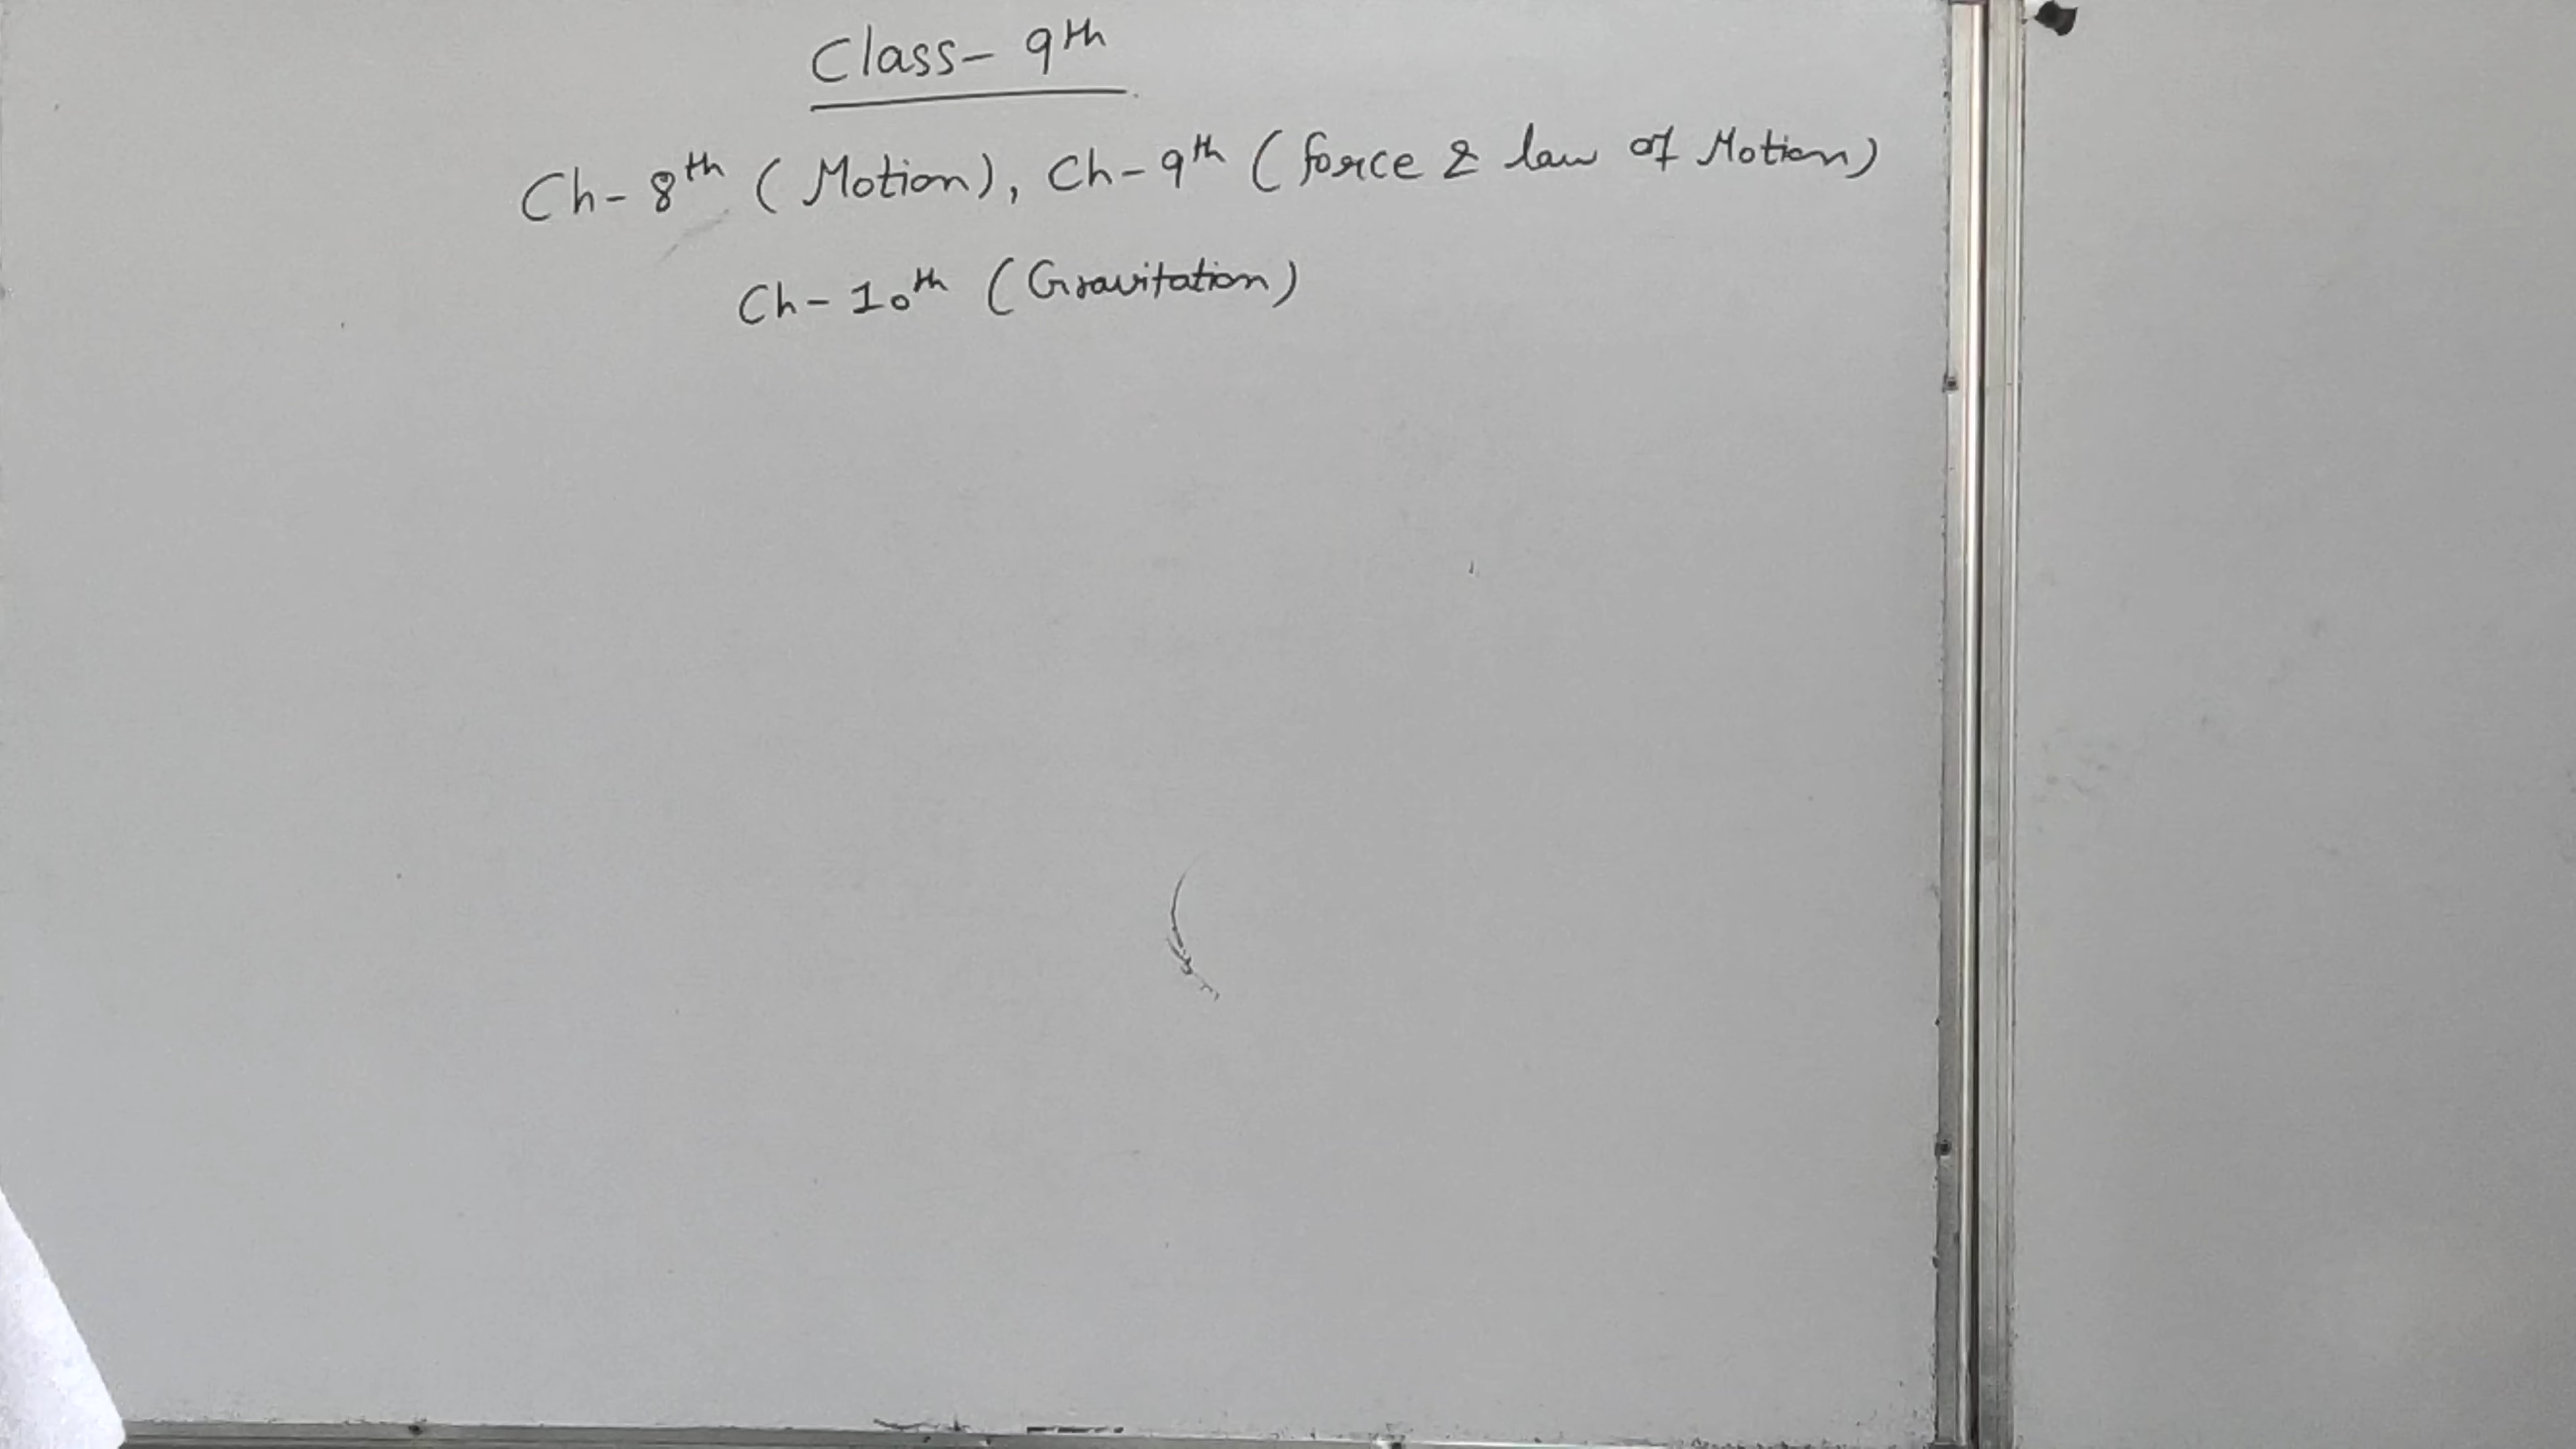 Class- 9th
Ch- 8th (Motion), Ch- 9th (force & law of Motion)
Ch- 10th (Gravitation)